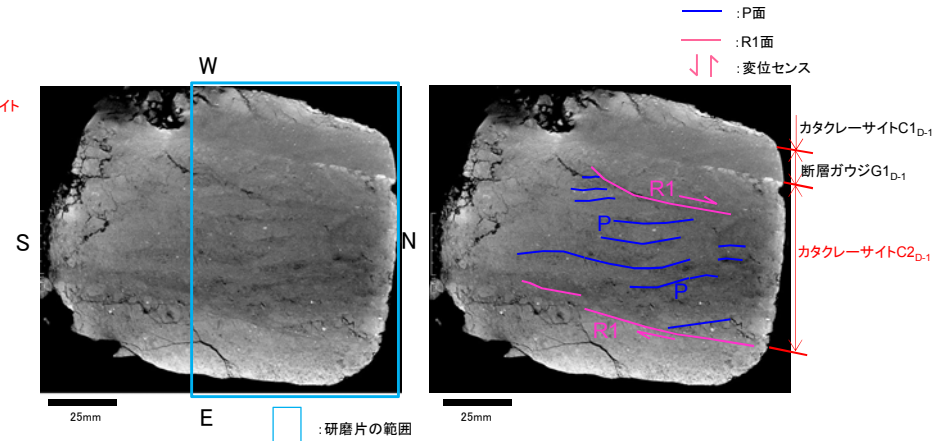 :P面
:R1面
:変位センス
W
イト
カタクレーサイトC1D-1
断層ガウジG1D-1
R1
P
S
N
カタクレーサイトC2D-1
P
R1
25mm
E
25mm
:研磨片の範囲